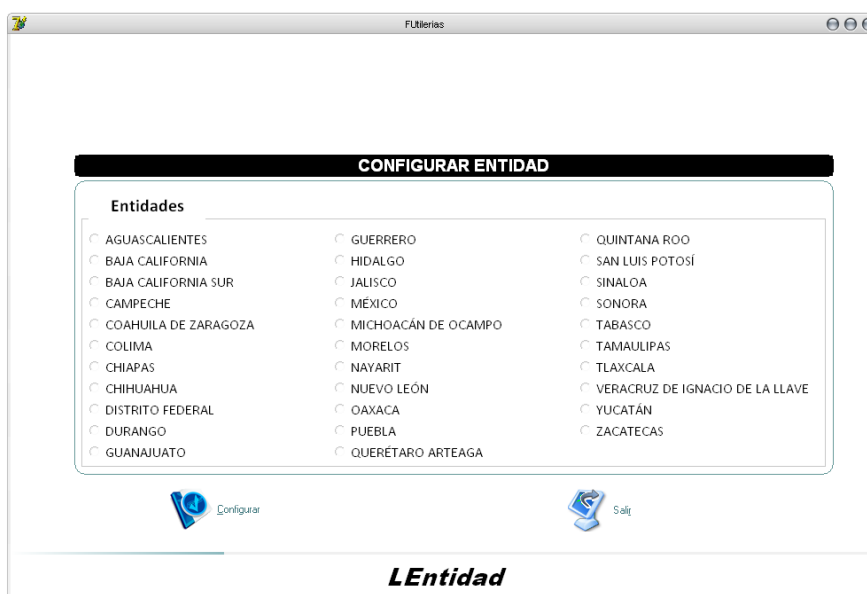 FUtilerias
CONFIGURAR ENTIDAD
Entidades
AGUASCALIENTES
BAJA CALIFORNIA
BAJA CALIFORNIA SUR
CAMPECHE
COAHUILA DE ZARAGOZA
COLIMA
CHIAPAS
CHIHUAHUA
DISTRITO FEDERAL
DURANGO
GUANAJUATO
GUERRERO
HIDALGO
JALISCO
MÉXICO
MICHOACÁN DE OCAMPO
MORELOS
NAYARIT
NUEVO LEÓN
OAXACA
PUEBLA
QUERÉTARO ARTEAGA
QUINTANA ROO
SAN LUIS POTOSÍ
SINALOA
SONORA
TABASCO
TAMAULIPAS
TLAXCALA
VERACRUZ DE IGNACIO DE LA LLAVE
YUCATÁN
ZACATECAS
Configurar
Salir
LEntidad